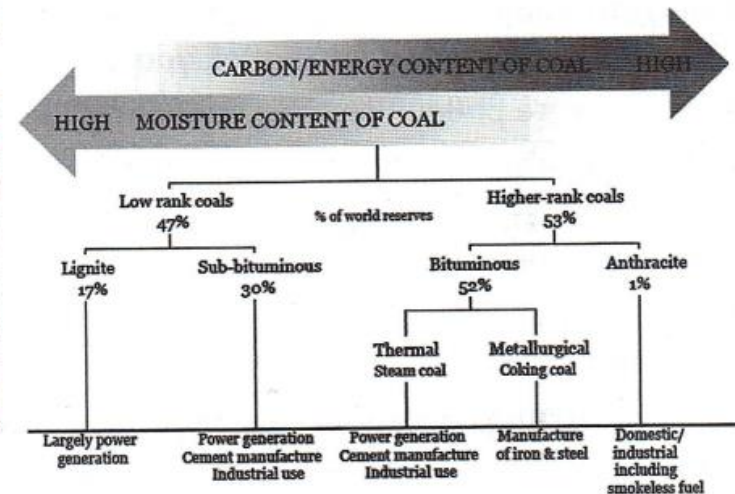 CARBON/ENERGY CONTENT OF COAL HIGH
HIGH MOISTURE CONTENT OF COAL
Low rank coals
47%
% of world reserves
Higher-rank coals
53%
Lignite
17%
Sub-bituminous
30%
Bituminous
52%
Anthracite
1%
Thermal
Steam coal
Metallurgical
Coking coal
Largely power
generation
Power generation
Cement manufacture
Industrial use
Power generation
Cement manufacture
Industrial use
Manufacture
of iron & steel
Domestic/
industrial
including
smokeless fuel